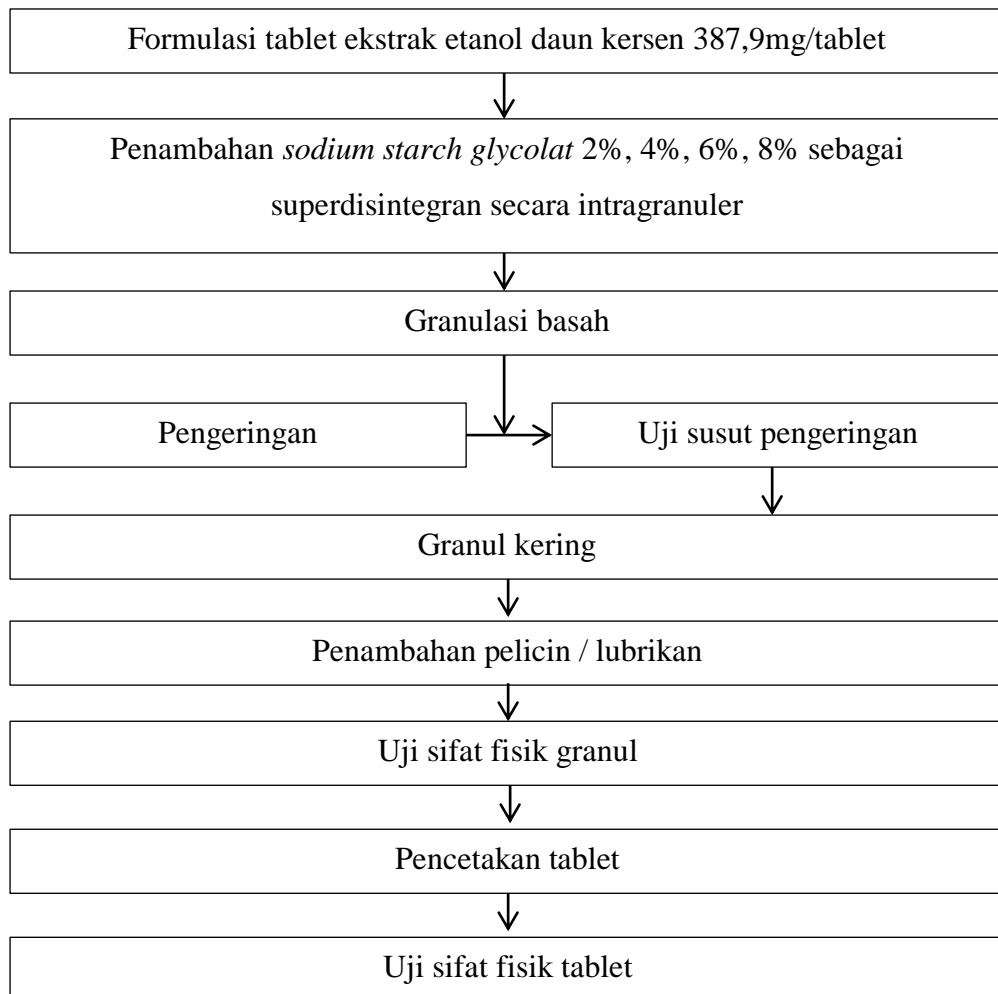 Formulasi tablet ekstrak etanol daun kersen 387,9mg/tablet
Penambahan sodium starch glycolat 2%, 4%, 6%, 8% sebagai
superdisintegran secara intragranuler
Granulasi basah
Pengeringan
Uji susut pengeringan
Granul kering
Penambahan pelicin / lubrikan
Uji sifat fisik granul
Pencetakan tablet
Uji sifat fisik tablet